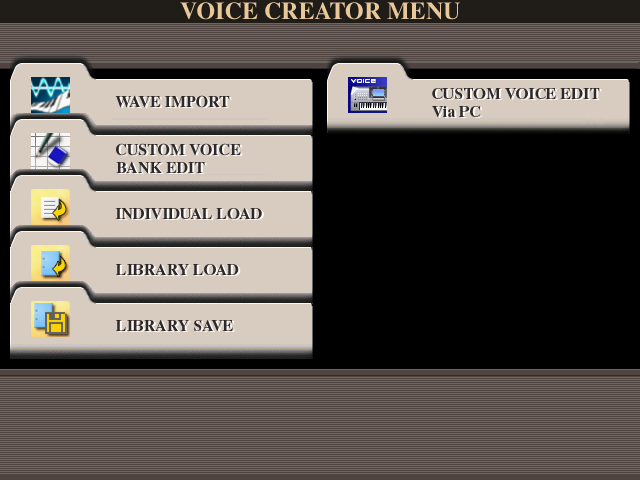 VOICE CREATOR MENU
WAVE IMPORT
CUSTOM VOICE
BANK EDIT
INDIVIDUAL LOAD
LIBRARY LOAD
LIBRARY SAVE
VOICE
CUSTOM VOICE EDIT
Via PC